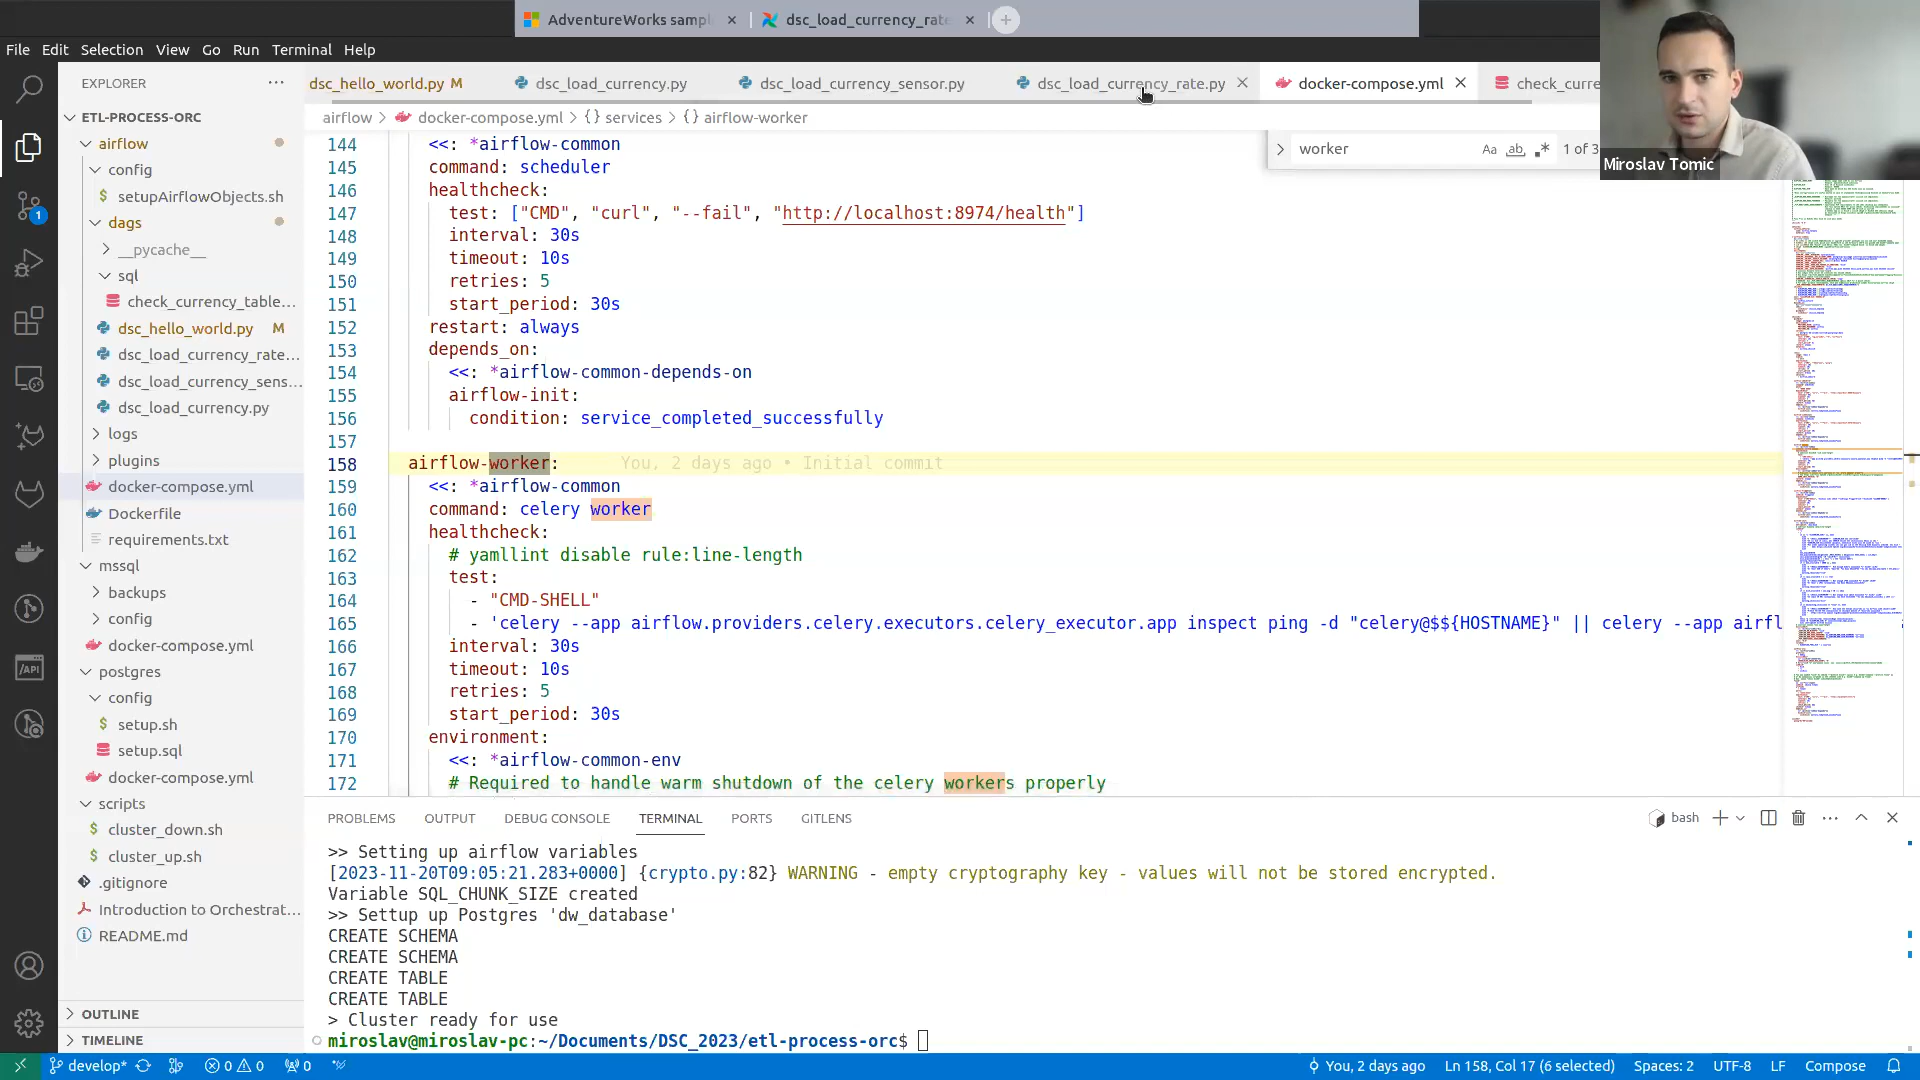 AdventureWorks sampl
dsc_load_currency_rate
File Edit Selection View Go Run Terminal Help
Miroslav Tomic
EXPLORER
dsc_hello_world.py M
dsc_load_currency.py
dsc_load_currency_sensor.py
dsc_load_currency_rate.py
docker-compose.yml
check_curre
airflow > docker-compose.yml > {} services > {} airflow-worker
worker
Aa ab 1 of 3
ETL-PROCESS-ORC
airflow
config
setupAirflowObjects.sh
dags
__pycache__
sql
check_currency_table...
dsc_hello_world.py M
dsc_load_currency_rate...
dsc_load_currency_sens...
dsc_load_currency.py
logs
plugins
docker-compose.yml
Dockerfile
requirements.txt
mssql
backups
config
docker-compose.yml
postgres
config
setup.sh
setup.sql
docker-compose.yml
scripts
cluster_down.sh
cluster_up.sh
.gitignore
Introduction to Orchestrat...
README.md
OUTLINE
TIMELINE
1
/API
144 <<: *airflow-common
145 command: scheduler
146 healthcheck:
147 test: ["CMD", "curl", "--fail", "http://localhost:8974/health"]
148 interval: 30s
149 timeout: 10s
150 retries: 5
151 start_period: 30s
152 restart: always
153 depends_on:
154 <<: *airflow-common-depends-on
155 airflow-init:
156 condition: service_completed_successfully
157
158 airflow-worker: You, 2 days ago • Initial commit
159 <<: *airflow-common
160 command: celery worker
161 healthcheck:
162 # yamllint disable rule:line-length
163 test:
164 - "CMD-SHELL"
165 - 'celery --app airflow.providers.celery.executors.celery_executor.app inspect ping -d "celery@$${HOSTNAME}" || celery --app airfl
166 interval: 30s
167 timeout: 10s
168 retries: 5
169 start_period: 30s
170 environment:
171 <<: *airflow-common-env
172 # Required to handle warm shutdown of the celery workers properly
PROBLEMS OUTPUT DEBUG CONSOLE TERMINAL PORTS GITLENS
bash
>> Setting up airflow variables
[2023-11-20T09:05:21.283+0000] {crypto.py:82} WARNING - empty cryptography key - values will not be stored encrypted.
Variable SQL_CHUNK_SIZE created
>> Settup up Postgres 'dw_database'
CREATE SCHEMA
CREATE SCHEMA
CREATE TABLE
CREATE TABLE
> Cluster ready for use
miroslav@miroslav-pc:~/Documents/DSC_2023/etl-process-orc$
develop* 0 0 0
You, 2 days ago Ln 158, Col 17 (6 selected) Spaces: 2 UTF-8 LF Compose